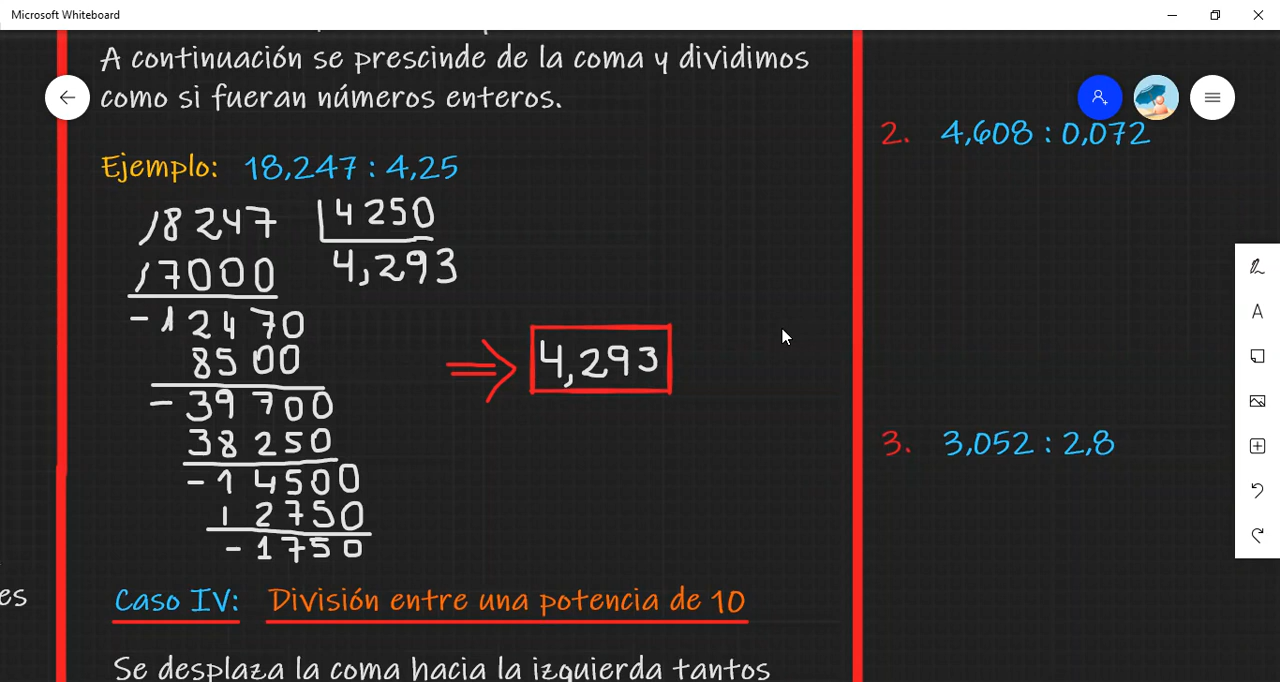 Microsoft Whiteboard
A continuación se prescinde de la coma y dividimos
como si fueran números enteros.
Ejemplo: 18,247 : 4,25
18247 4250
17000 4,293
- 12470
8500
- 39700
38250
- 14500
12750
- 1750
⇒ 4,293
es
Caso IV: División entre una potencia de 10
Se desplaza la coma hacia la izquierda tantos
2. 4,608 : 0,072
3. 3,052 : 2,8